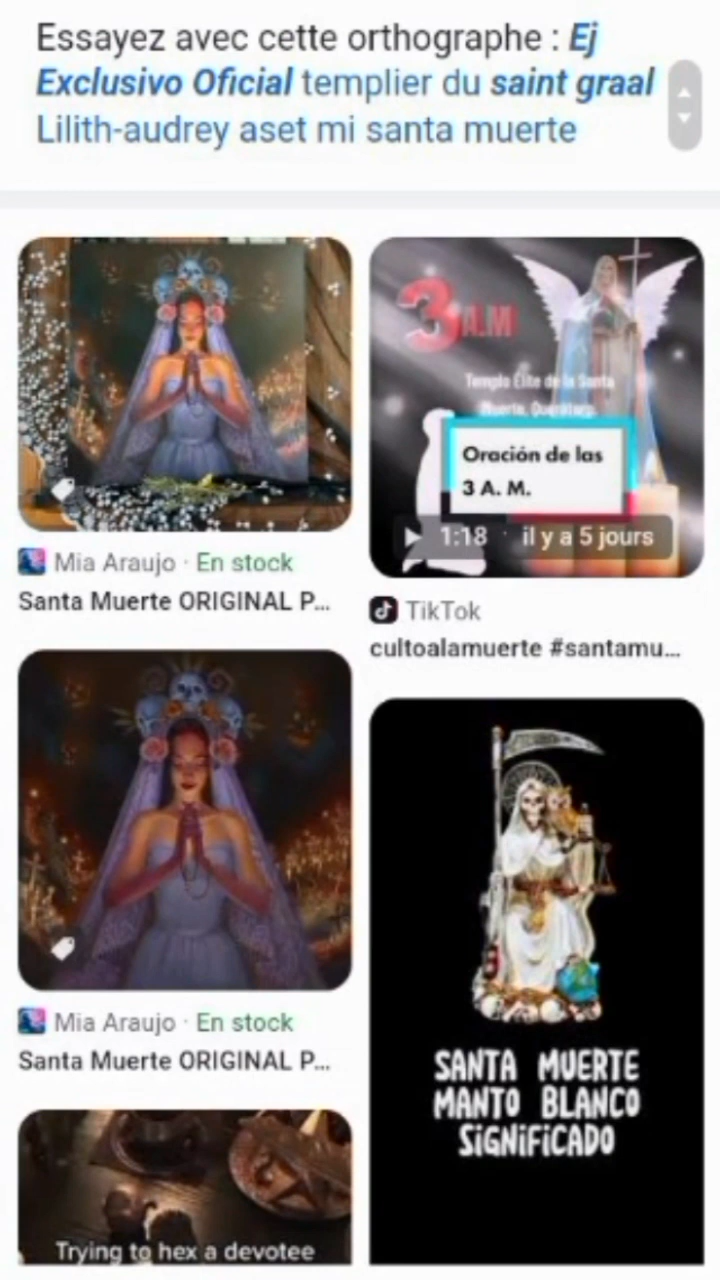 Essayez avec cette orthographe : Ej
Exclusivo Oficial templier du saint graal
Lilith-audrey aset mi santa muerte
3 A.M
Templo Élite de la Santa
Muerte, Querétaro.
Oración de las
3 A. M.
1:18 · il y a 5 jours
Mia Araujo · En stock
Santa Muerte ORIGINAL P...
TikTok
cultoalamuerte #santamu...
Mia Araujo · En stock
Santa Muerte ORIGINAL P...
SANTA MUERTE
MANTO BLANCO
SiGNiFiCADO
Trying to hex a devotee